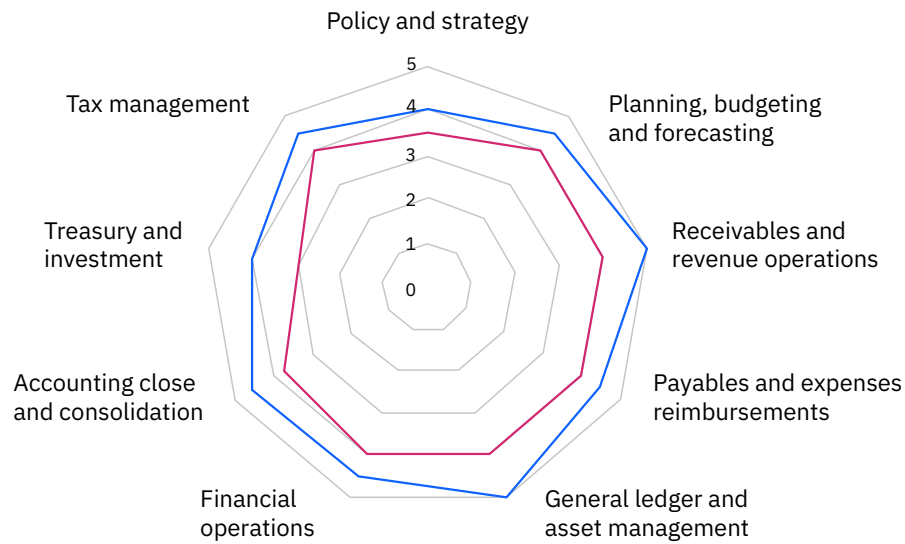 Policy and strategy
5
4
3
2
1
0
Tax management
Planning, budgeting
and forecasting
Treasury and
investment
Receivables and
revenue operations
Accounting close
and consolidation
Payables and expenses
reimbursements
Financial
operations
General ledger and
asset management